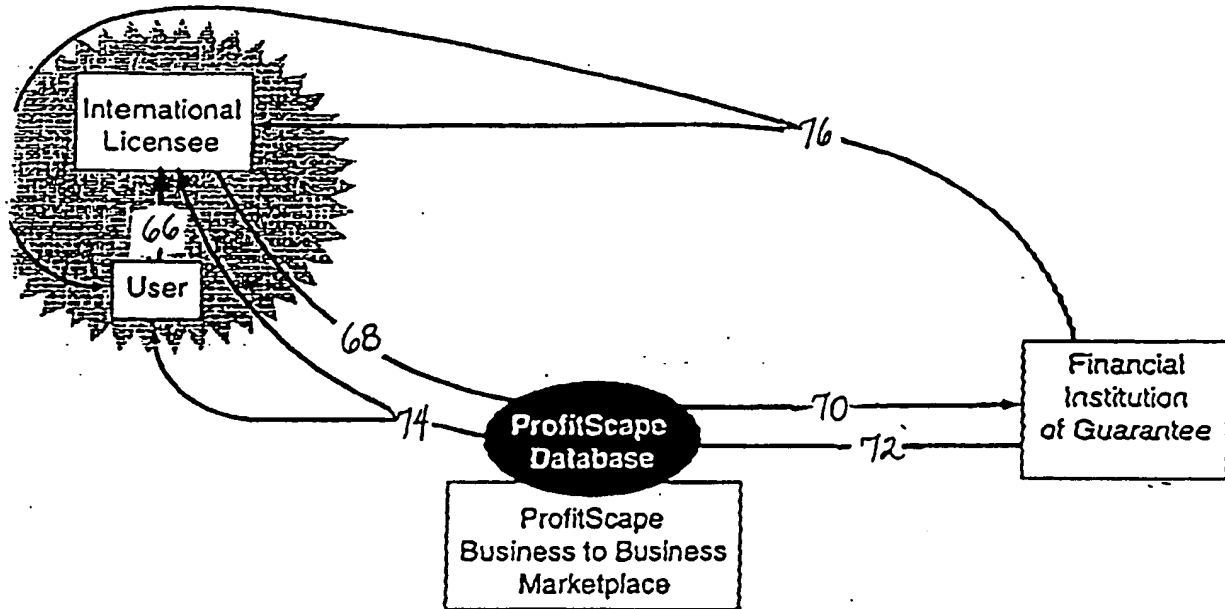 International
Licensee
76
66
User
68
Financial
Institution
of Guarantee
70
74
ProfitScape
Database
72
ProfitScape
Business to Business
Marketplace